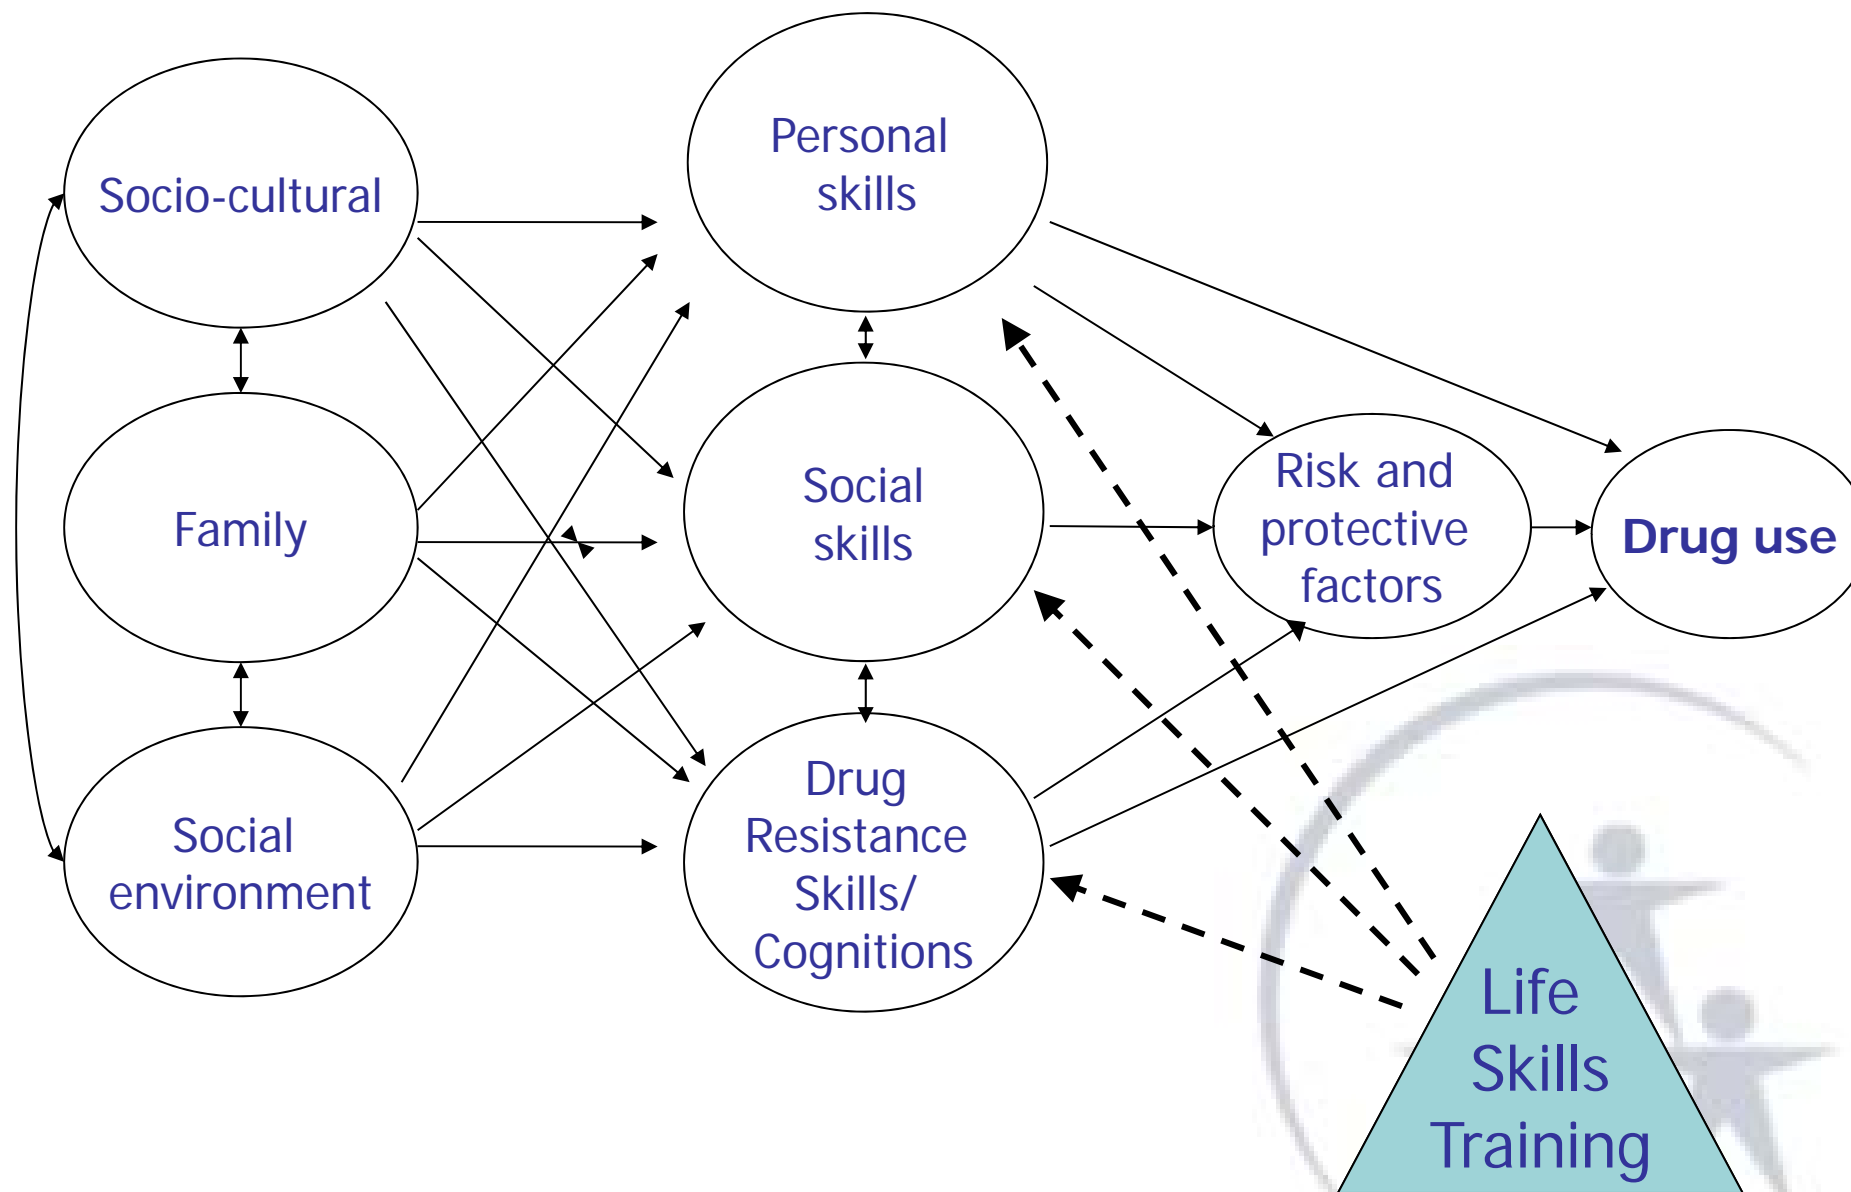 Socio-cultural
Family
Social
environment
Personal
skills
Social
skills
Drug
Resistance
Skills/
Cognitions
Risk and
protective
factors
Drug use
Life
Skills
Training